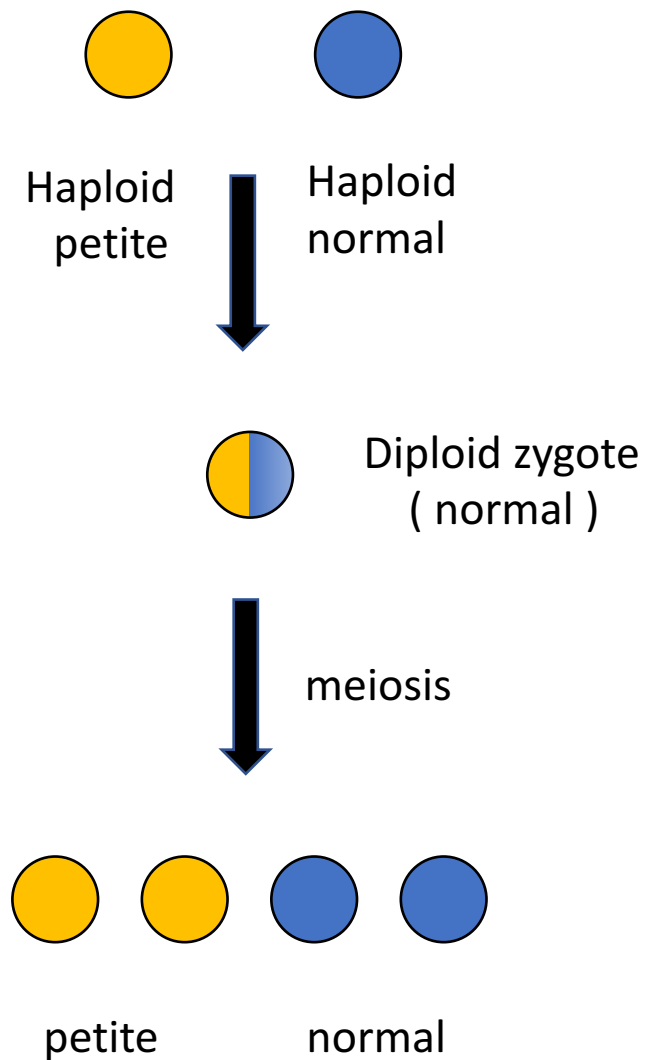 Haploid
petite
Haploid
normal
Diploid zygote
( normal )
meiosis
petite
normal